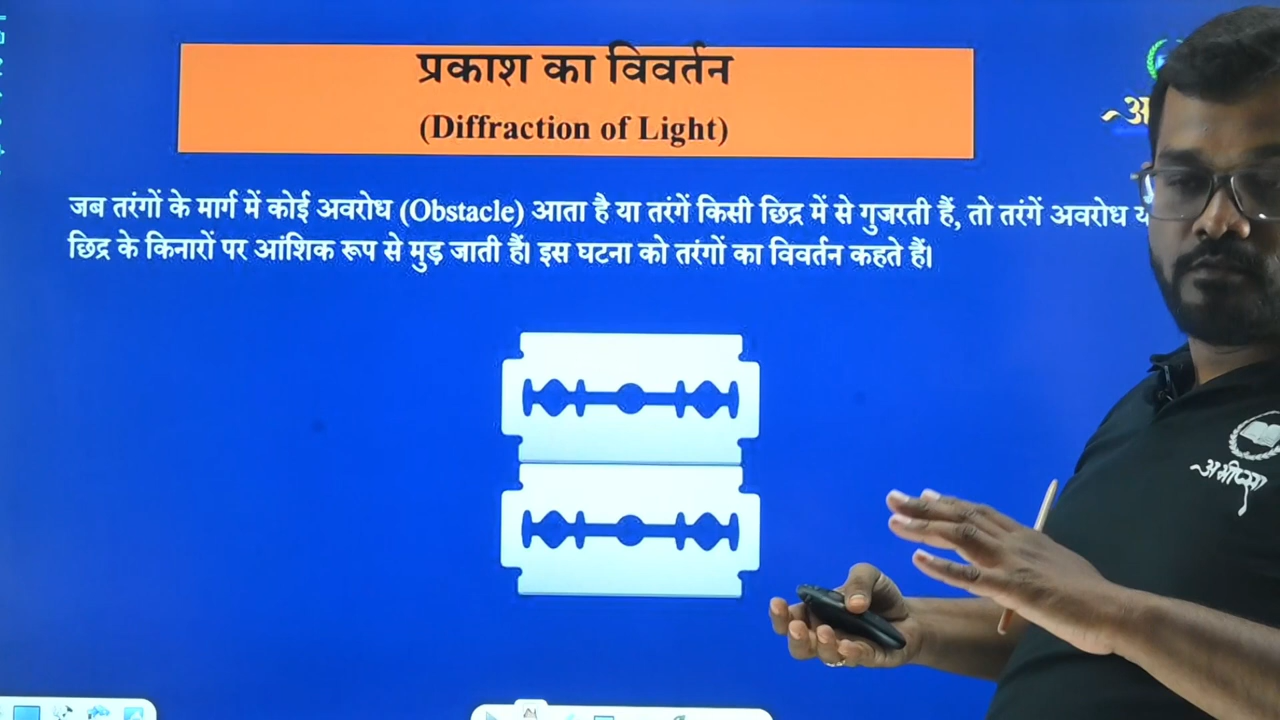 प्रकाश का विवर्तन
(Diffraction of Light)
जब तरंगों के मार्ग में कोई अवरोध (Obstacle) आता है या तरंगें किसी छिद्र में से गुजरती हैं, तो तरंगें अवरोध
छिद्र के किनारों पर आंशिक रूप से मुड़ जाती हैं। इस घटना को तरंगों का विवर्तन कहते हैं।
अभीप्सा